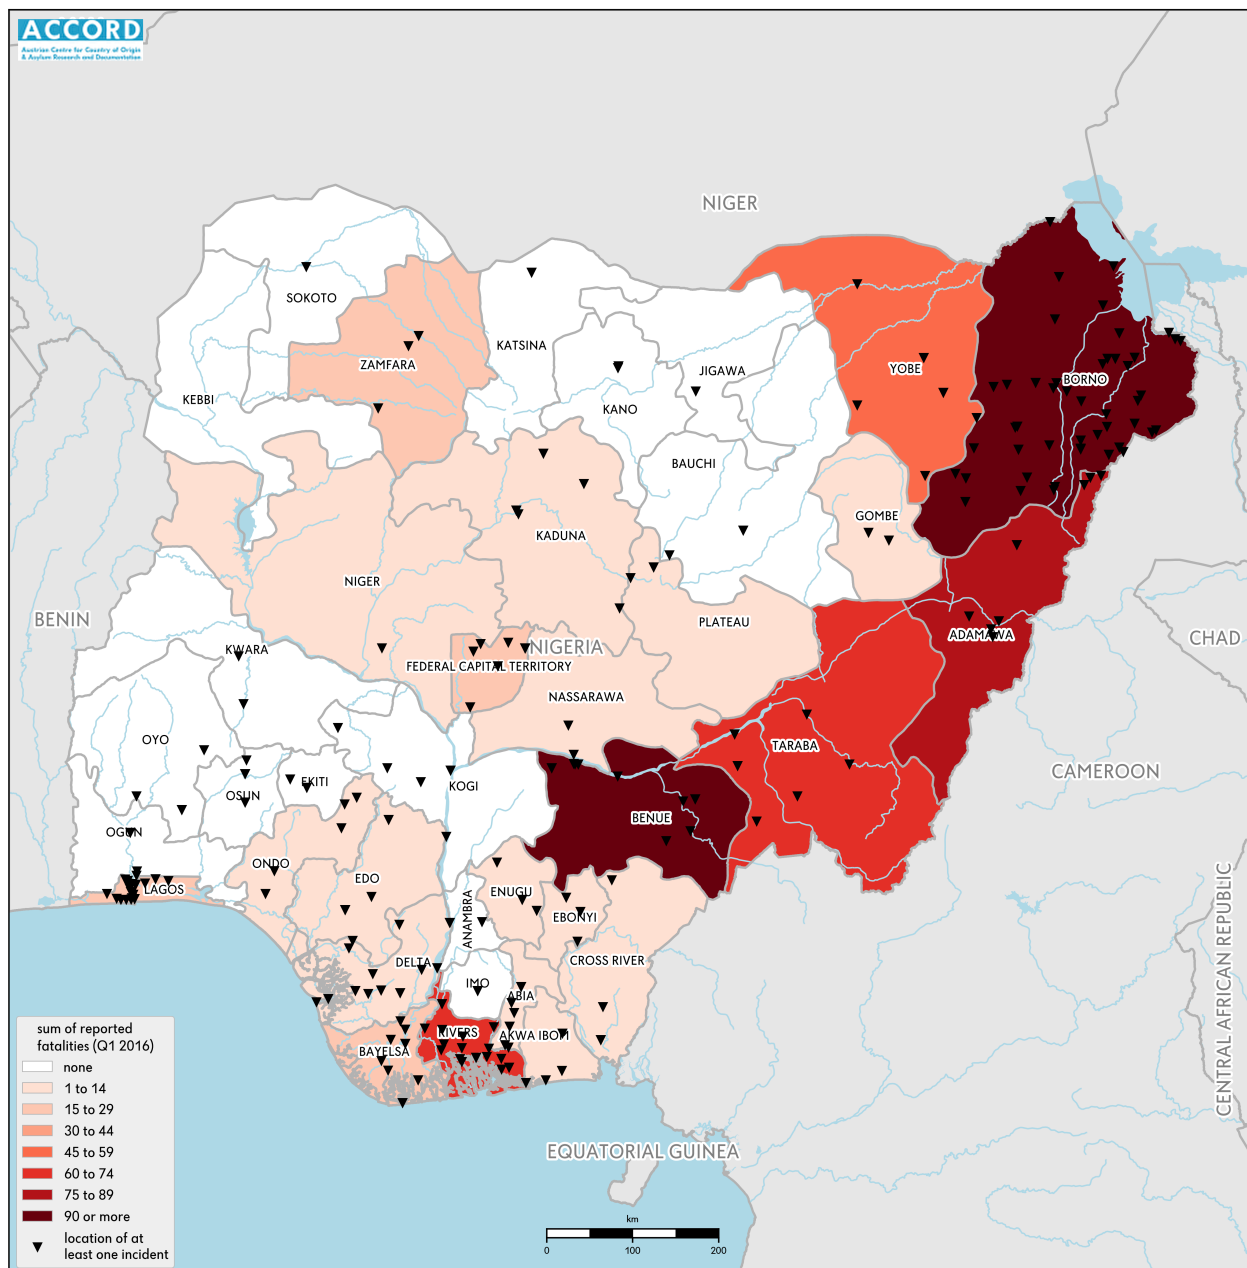 ACCORD
Austrian Centre for Country of Origin
& Asylum Research and Documentation
NIGER
SOKOTO
ZAMFARA
KATSINA
JIGAWA
YOBE
BORNO
KEBBI
KANO
BAUCHI
GOMBE
KADUNA
NIGER
BENIN
PLATEAU
CHAD
ADAMAWA
KWARA
NIGERIA
FEDERAL CAPITAL TERRITORY
NASSARAWA
OYO
TARABA
CAMEROON
OSUN
EKITI
KOGI
BENUE
OGUN
ONDO
EDO
LAGOS
ENUGU
EBONYI
ANAMBRA
CROSS RIVER
DELTA
IMO
ABIA
RIVERS
AKWA IBOM
BAYELSA
CENTRAL AFRICAN REPUBLIC
EQUATORIAL GUINEA
sum of reported
fatalities (Q1 2016)
none
1 to 14
15 to 29
30 to 44
45 to 59
60 to 74
75 to 89
90 or more
location of at
least one incident
km
0 100 200